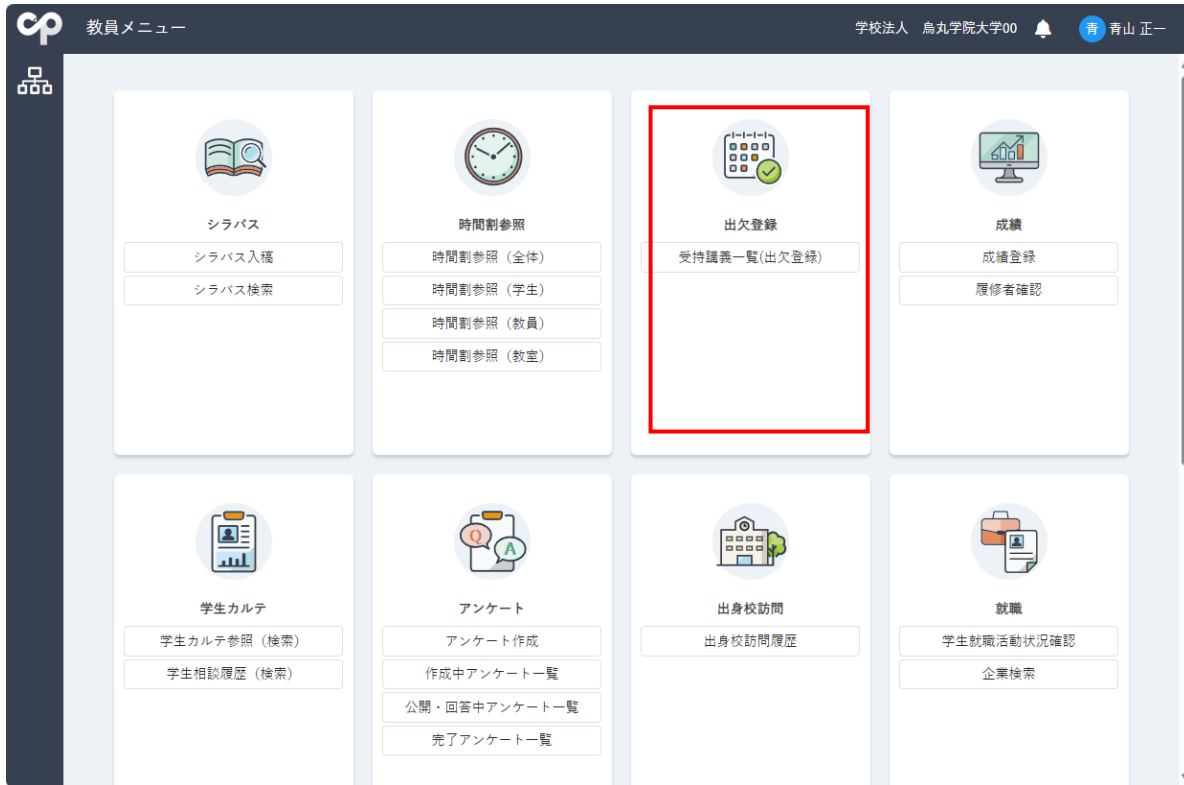 教員メニュー
学校法人 烏丸学院大学00
青 青山 正一
シラバス
シラバス入稿
シラバス検索
時間割参照
時間割参照（全体）
時間割参照（学生）
時間割参照（教員）
時間割参照（教室）
出欠登録
受持講義一覧(出欠登録)
成績
成績登録
履修者確認
学生カルテ
学生カルテ参照（検索）
学生相談履歴（検索）
Q
A
アンケート
アンケート作成
作成中アンケート一覧
公開・回答中アンケート一覧
完了アンケート一覧
出身校訪問
出身校訪問履歴
就職
学生就職活動状況確認
企業検索